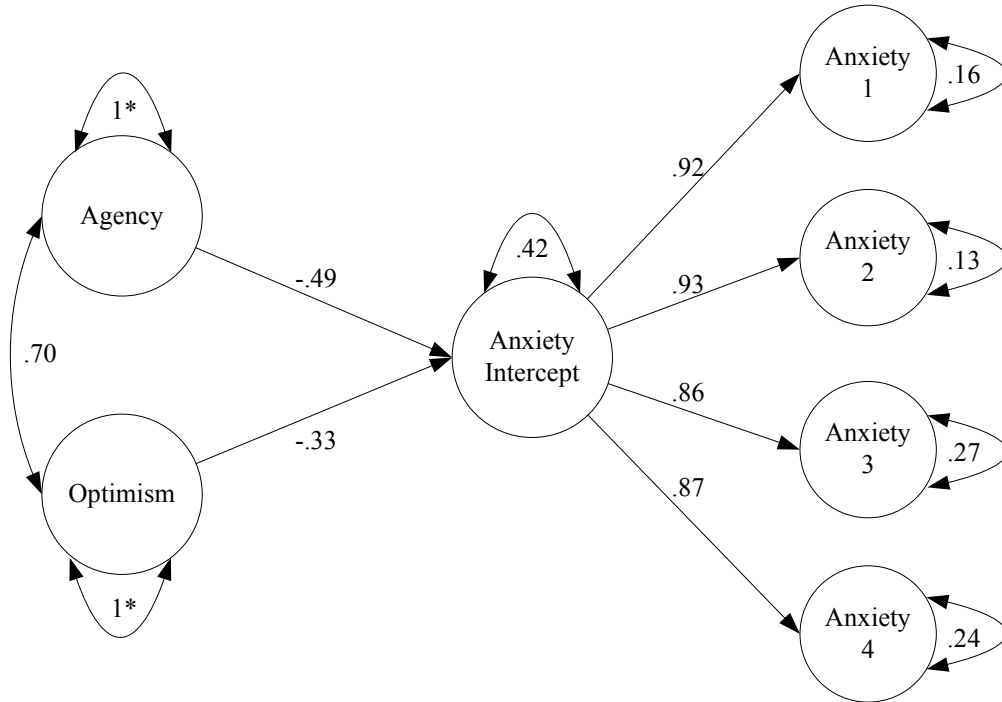 1*
Agency
.70
Optimism
1*
-.49
-.33
.42
Anxiety
Intercept
.92
.93
.86
.87
Anxiety
1
.16
Anxiety
2
.13
Anxiety
3
.27
Anxiety
4
.24